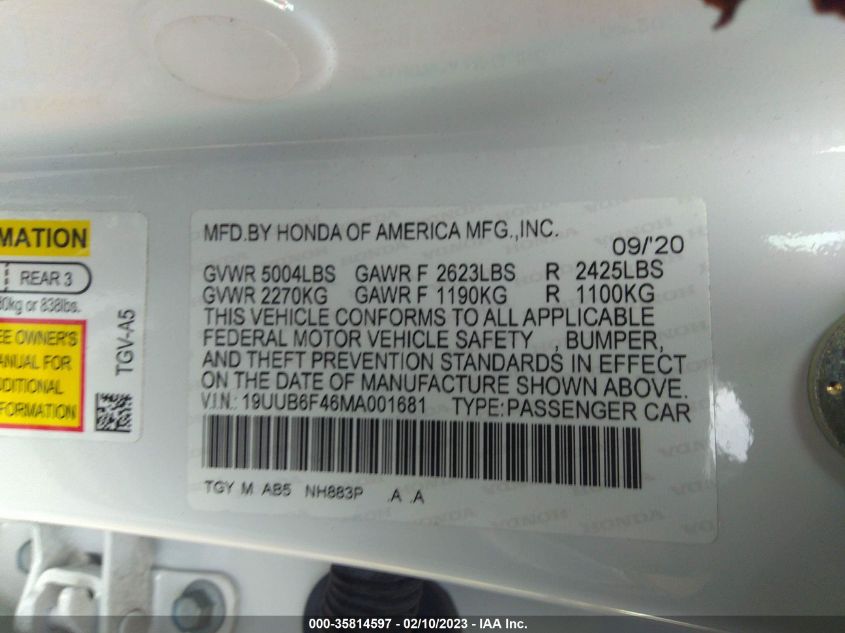 MATION
REAR 3
0kg or 838lbs.
EE OWNER'S
ANUAL FOR
DDITIONAL
FORMATION
TGV-A5
MFD.BY HONDA OF AMERICA MFG.,INC.
09/'20
GVWR 5004LBS GAWR F 2623LBS R 2425LBS
GVWR 2270KG GAWR F 1190KG R 1100KG
THIS VEHICLE CONFORMS TO ALL APPLICABLE
FEDERAL MOTOR VEHICLE SAFETY , BUMPER,
AND THEFT PREVENTION STANDARDS IN EFFECT
ON THE DATE OF MANUFACTURE SHOWN ABOVE.
V.I.N.: 19UUB6F46MA001681 TYPE:PASSENGER CAR
TGY M AB5 NH883P .A .A
000-35814597 - 02/10/2023 - IAA Inc.